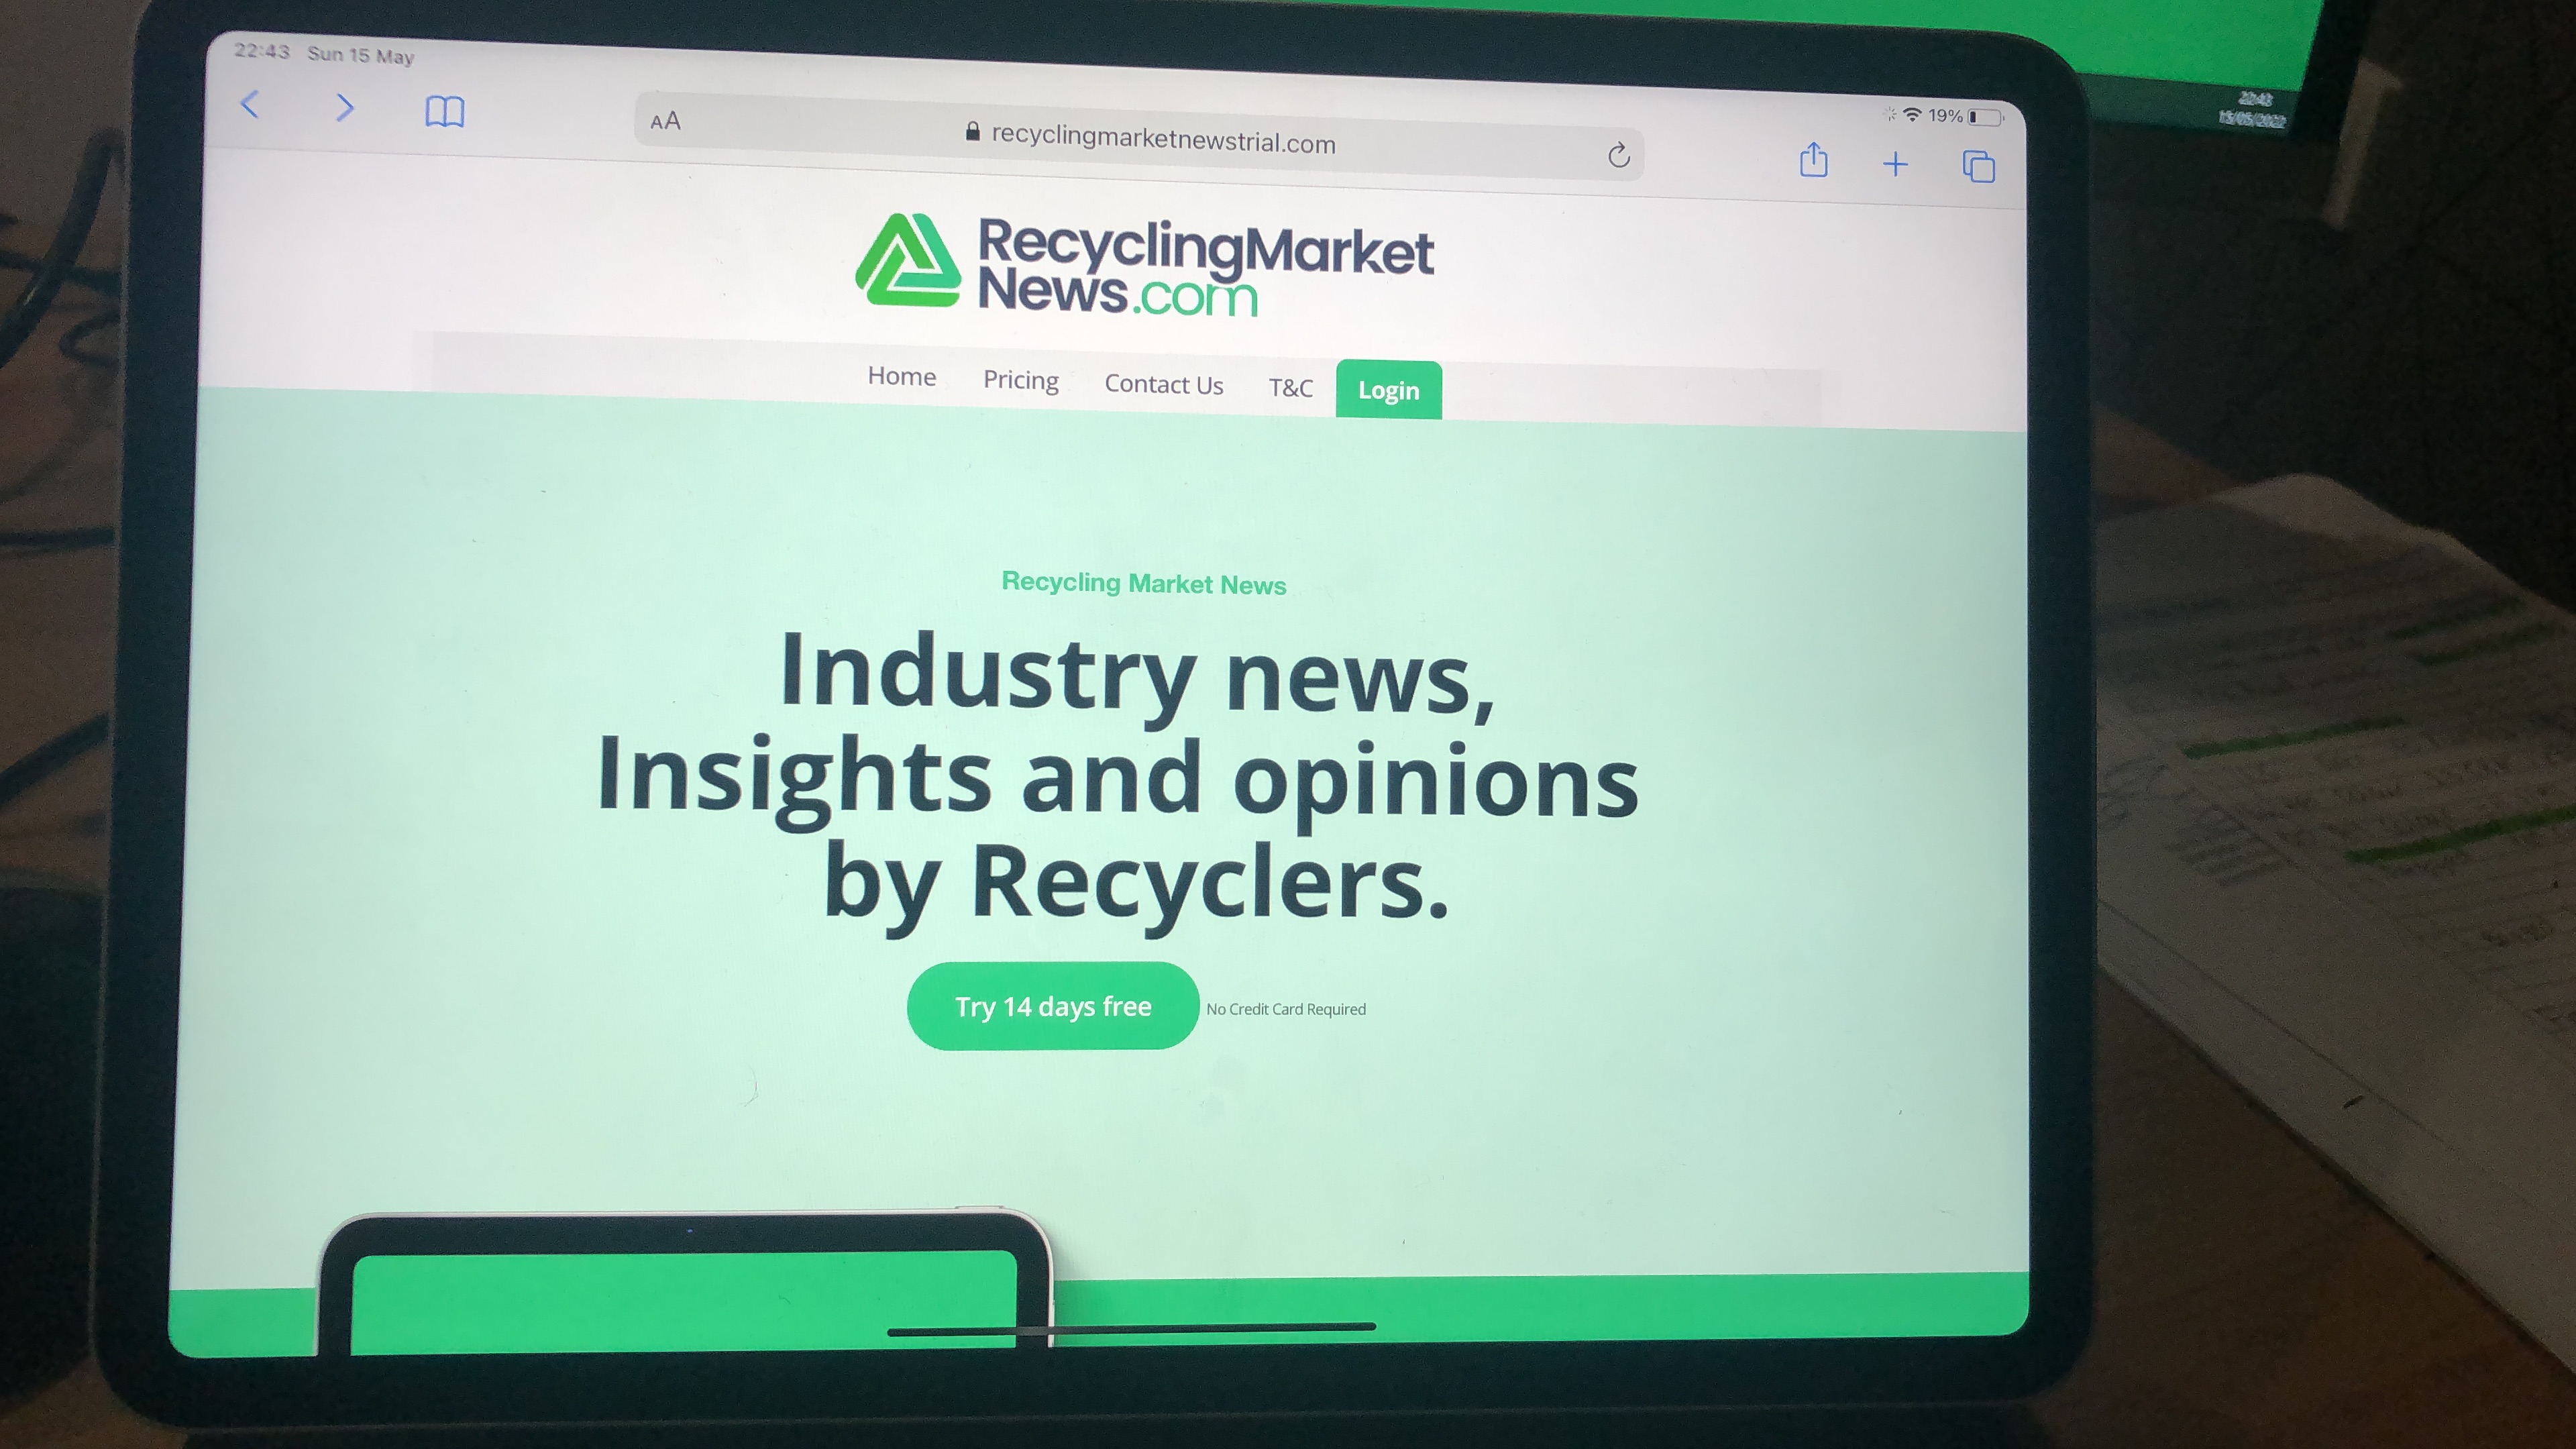 22:43 Sun 15 May
19%
AA
recyclingmarketnewstrial.com
RecyclingMarket
News.com
Home Pricing Contact Us T&C Login
Recycling Market News
Industry news,
Insights and opinions
by Recyclers.
Try 14 days free No Credit Card Required